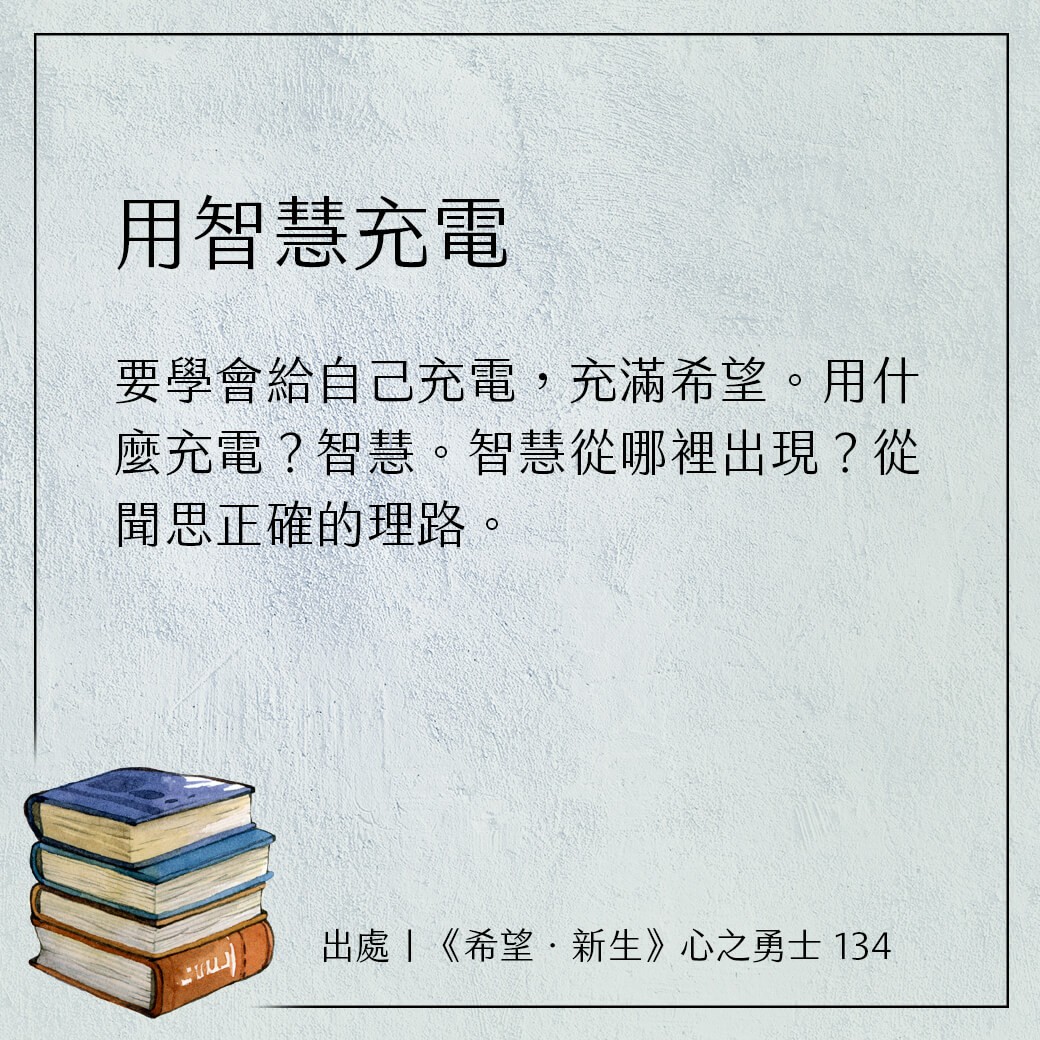 用智慧充電
要學會給自己充電，充滿希望。用什
麼充電？智慧。智慧從哪裡出現？從
聞思正確的理路。
出處｜《希望．新生》心之勇士 134